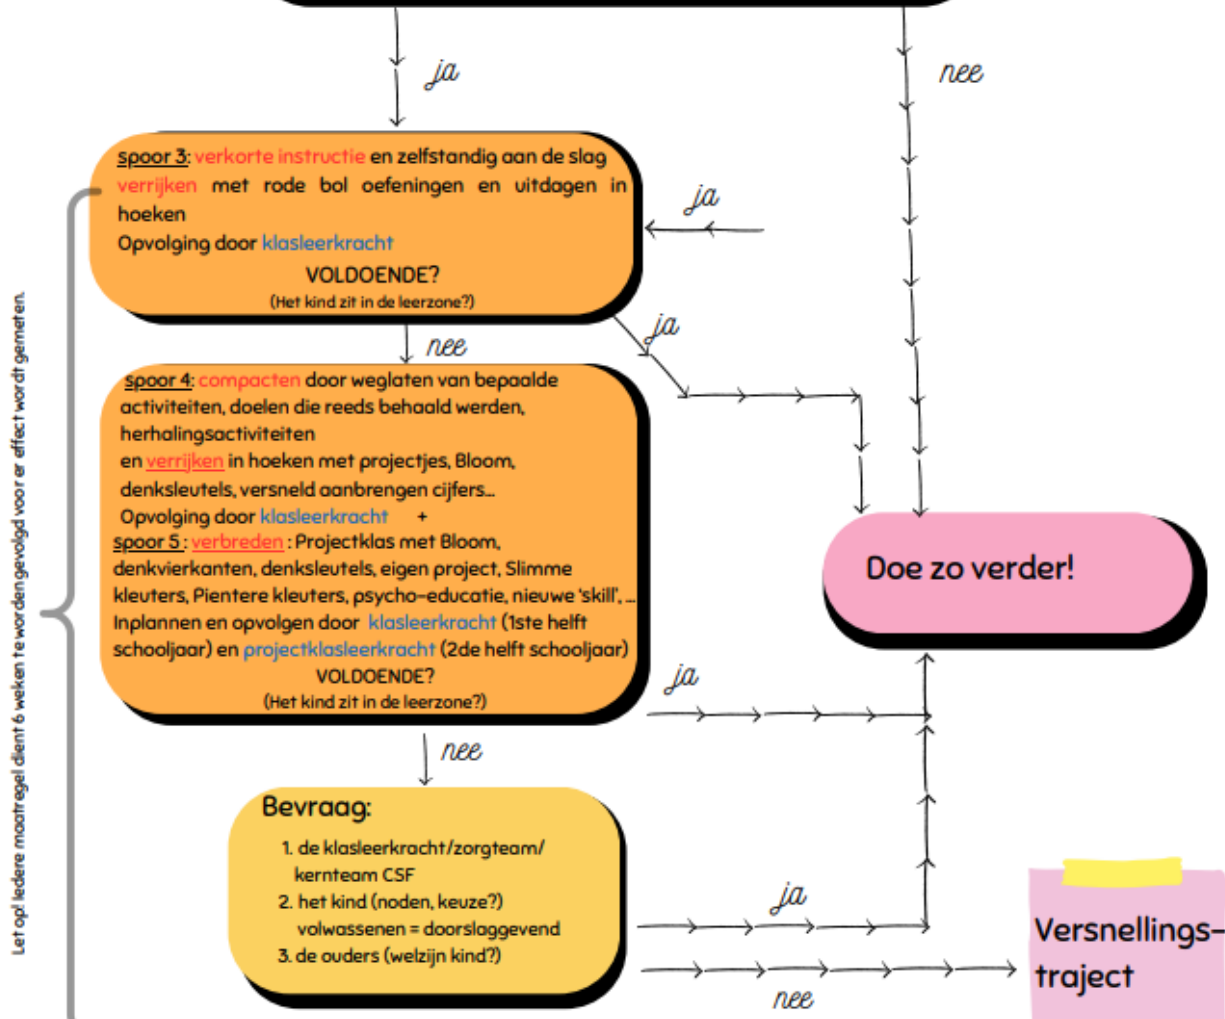 ja
nee
spoor 3: verkorte instructie en zelfstandig aan de slag
verrijken met rode bol oefeningen en uitdagen in
hoeken
Opvolging door klasleerkracht
VOLDOENDE?
(Het kind zit in de leerzone?)
ja
ja
nee
spoor 4: compacten door weglaten van bepaalde
activiteiten, doelen die reeds behaald werden,
herhalingsactiviteiten
en verrijken in hoeken met projectjes, Bloom,
denksleutels, versneld aanbrengen cijfers...
Opvolging door klasleerkracht +
spoor 5 : verbreden : Projectklas met Bloom,
denkvierkanten, denksleutels, eigen project, Slimme
kleuters, Pientere kleuters, psycho-educatie, nieuwe 'skill', ...
Inplannen en opvolgen door klasleerkracht (1ste helft
schooljaar) en projectklasleerkracht (2de helft schooljaar)
VOLDOENDE?
(Het kind zit in de leerzone?)
Doe zo verder!
ja
nee
Bevraag:
1. de klasleerkracht/zorgteam/
kernteam CSF
2. het kind (noden, keuze?)
volwassenen = doorslaggevend
3. de ouders (welzijn kind?)
ja
nee
Versnellings-
traject
Let op! Iedere maatregel dient 6 weken te worden gevolgd voor er effect wordt gemeten.